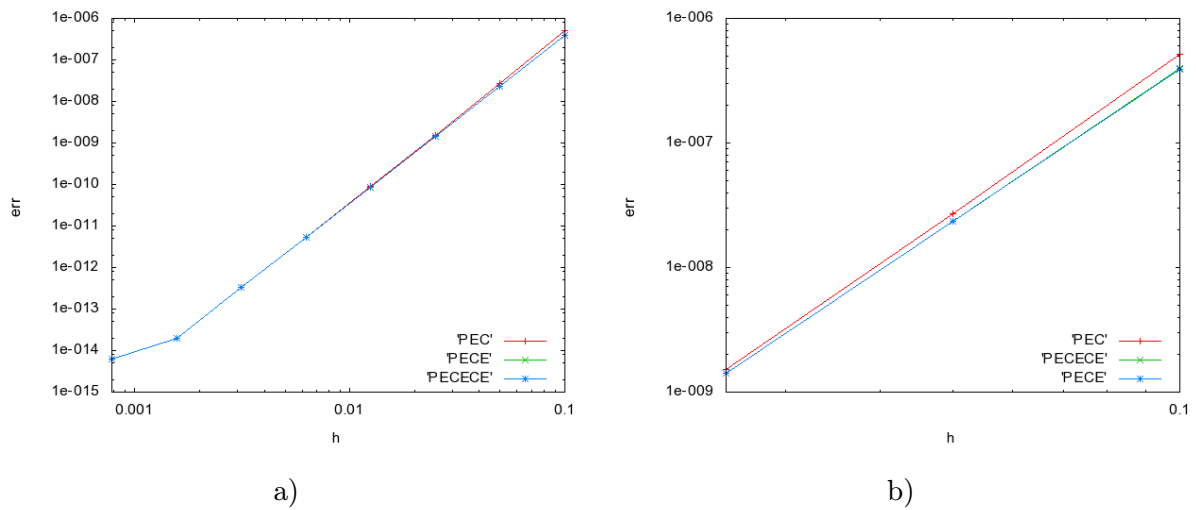 1e-006
1e-007
1e-008
1e-009
1e-010
1e-011
1e-012
1e-013
1e-014
1e-015
err
0.001 0.01 0.1
h
'PEC'
'PECE'
'PECECE'
a)
1e-006
1e-007
1e-008
1e-009
err
0.1
h
'PEC'
'PECECE'
'PECE'
b)